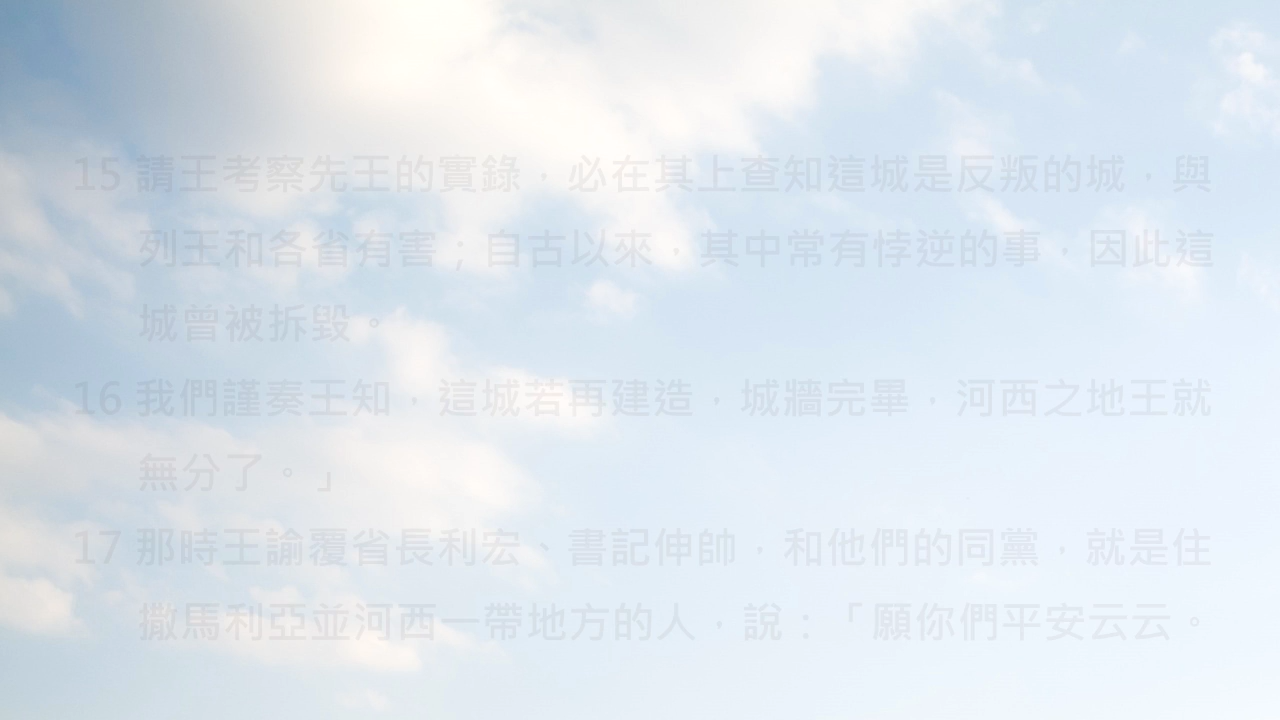 15 請王考察先王的實錄，必在其上查知這城是反叛的城，與
列王和各省有害；自古以來，其中常有悖逆的事，因此這
城曾被拆毀。
16 我們謹奏王知，這城若再建造，城牆完畢，河西之地王就
無分了。」
17 那時王諭覆省長利宏、書記伸帥，和他們的同黨，就是住
撒馬利亞並河西一帶地方的人，說：「願你們平安云云。